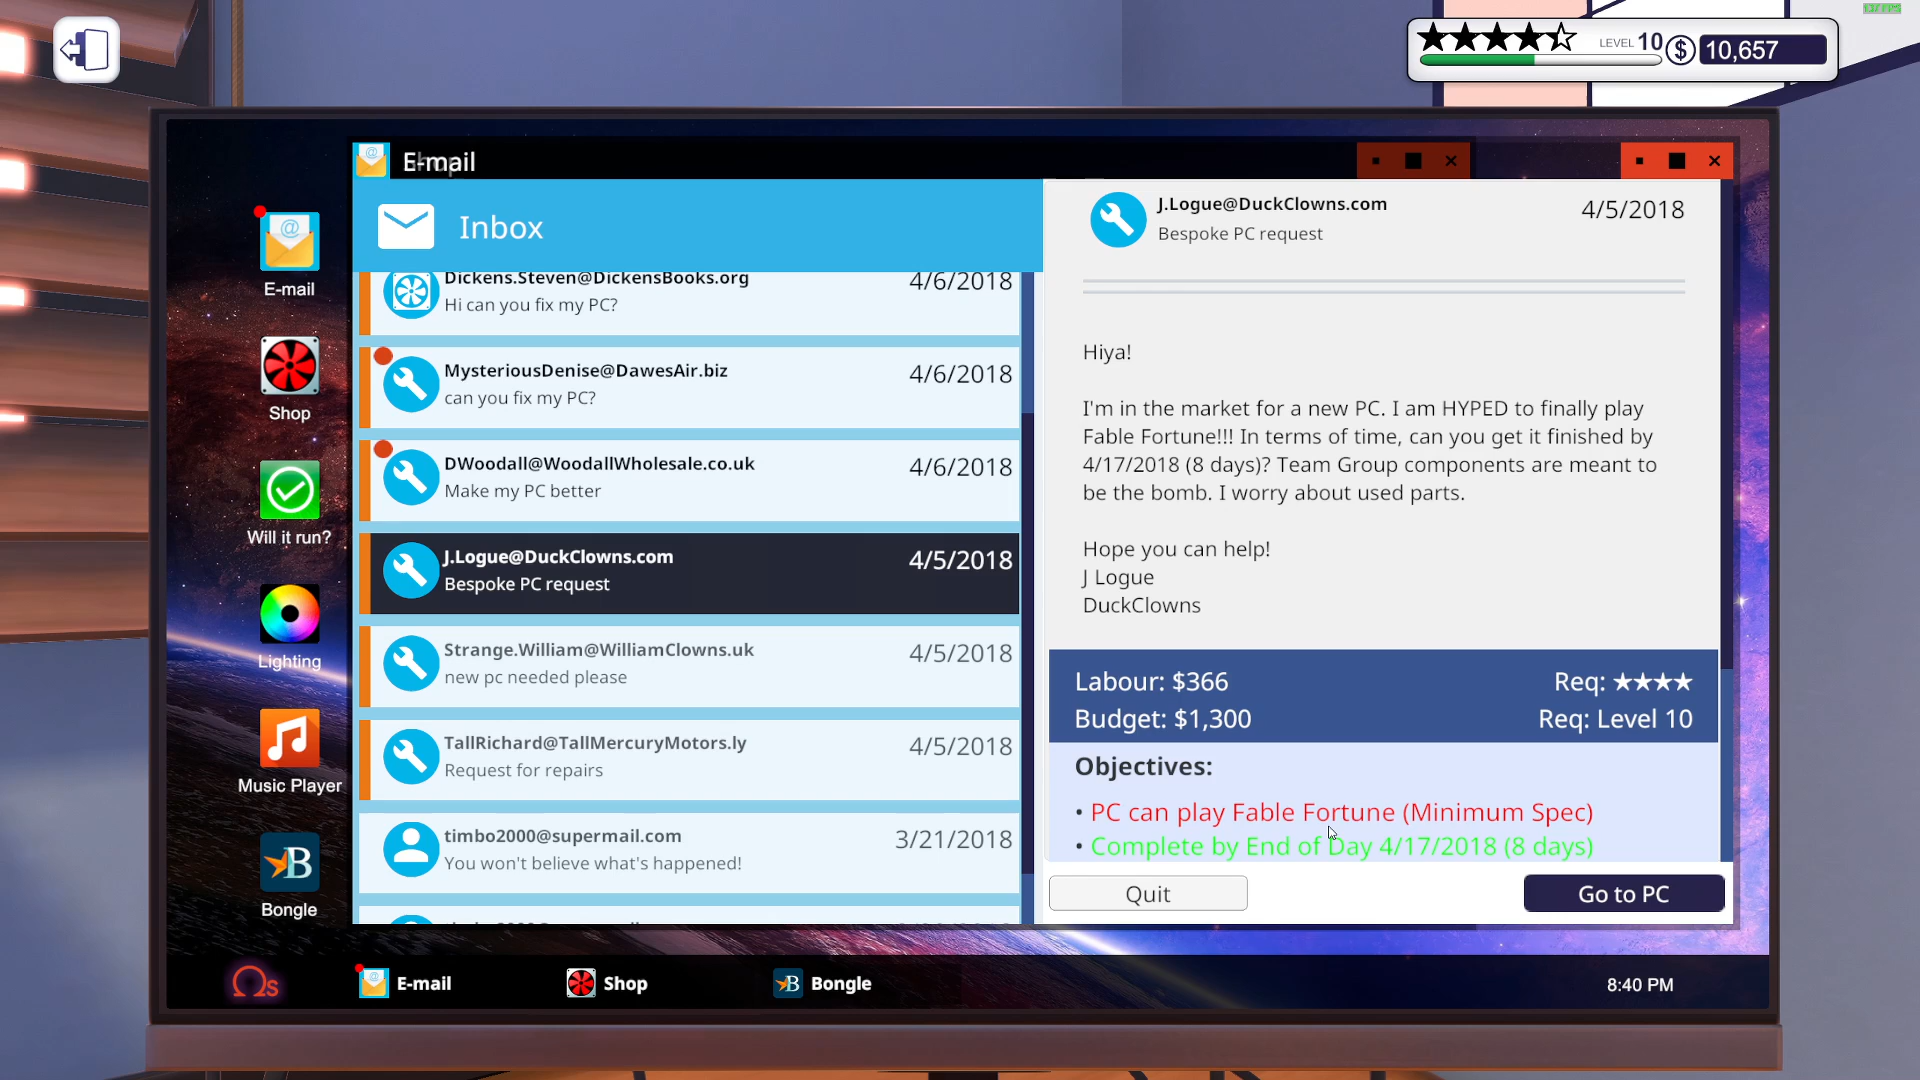 LEVEL 10
$ 10,657
E-mail
Inbox
Dickens.Steven@DickensBooks.org
4/6/2018
Hi can you fix my PC?
MysteriousDenise@DawesAir.biz
4/6/2018
can you fix my PC?
DWoodall@WoodallWholesale.co.uk
4/6/2018
Make my PC better
J.Logue@DuckClowns.com
4/5/2018
Bespoke PC request
Strange.William@WilliamClowns.uk
4/5/2018
new pc needed please
TallRichard@TallMercuryMotors.ly
4/5/2018
Request for repairs
timbo2000@supermail.com
3/21/2018
You won't believe what's happened!
J.Logue@DuckClowns.com
4/5/2018
Bespoke PC request
Hiya!
I'm in the market for a new PC. I am HYPED to finally play
Fable Fortune!!! In terms of time, can you get it finished by
4/17/2018 (8 days)? Team Group components are meant to
be the bomb. I worry about used parts.
Hope you can help!
J Logue
DuckClowns
Labour: $366
Req: ★★★★
Budget: $1,300
Req: Level 10
Objectives:
• PC can play Fable Fortune (Minimum Spec)
• Complete by End of Day 4/17/2018 (8 days)
Quit
Go to PC
E-mail
Shop
Will it run?
Lighting
Music Player
Bongle
E-mail
Shop
Bongle
8:40 PM